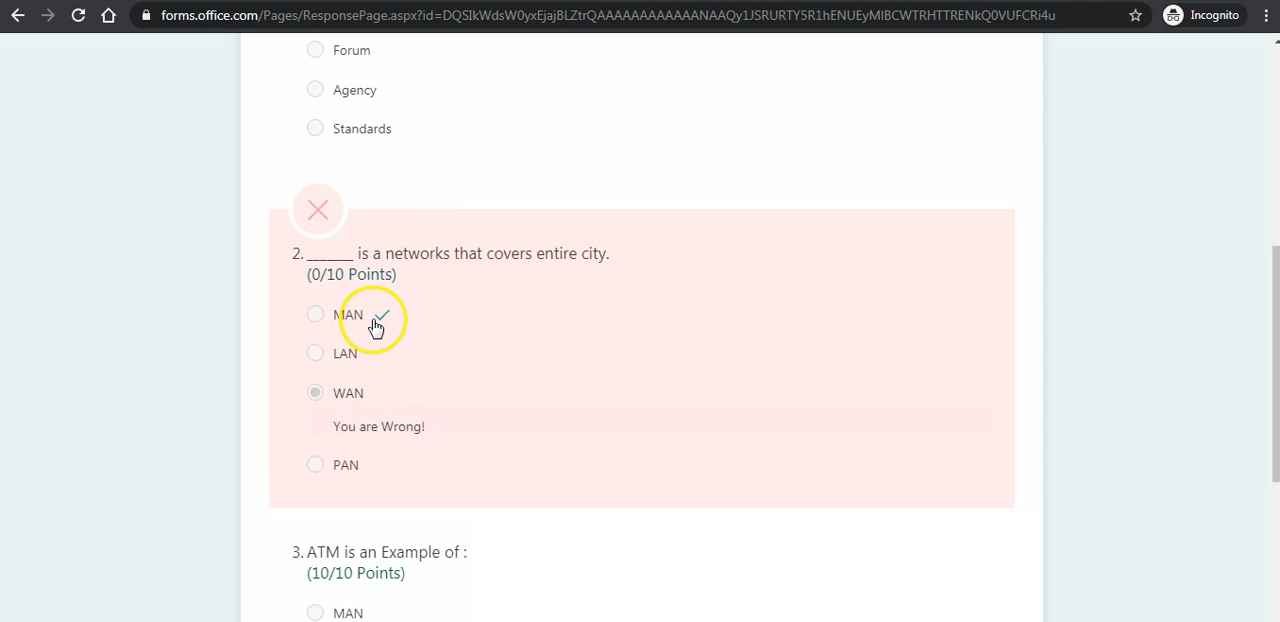 forms.office.com/Pages/ResponsePage.aspx?id=DQSIkWdsW0yxEjajBLZtrQAAAAAAAAAAAANAAQy1JSRURTY5R1hENUEyMlBCWTRHTTRENkQ0VUFCRi4u
Incognito
Forum
Agency
Standards
2. _______ is a networks that covers entire city.
(0/10 Points)
MAN
LAN
WAN
You are Wrong!
PAN
3. ATM is an Example of :
(10/10 Points)
MAN